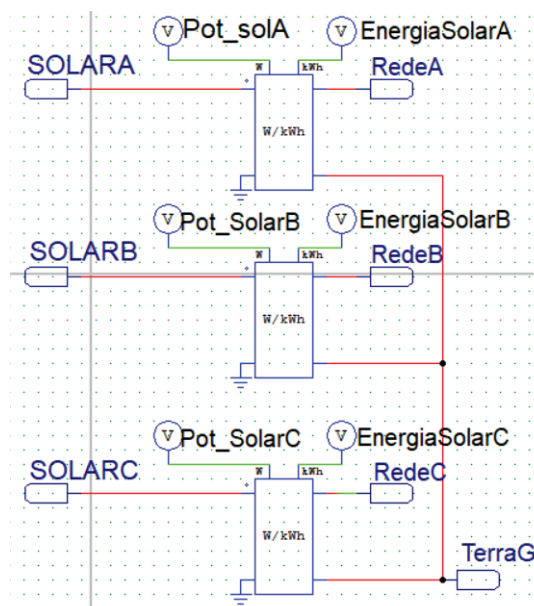 V Pot_solA V EnergiaSolarA
SOLARA W kWh RedeA
W/kWh
V Pot_SolarB V EnergiaSolarB
SOLARB W kWh RedeB
W/kWh
V Pot_SolarC V EnergiaSolarC
SOLARC W kWh RedeC
W/kWh
TerraG